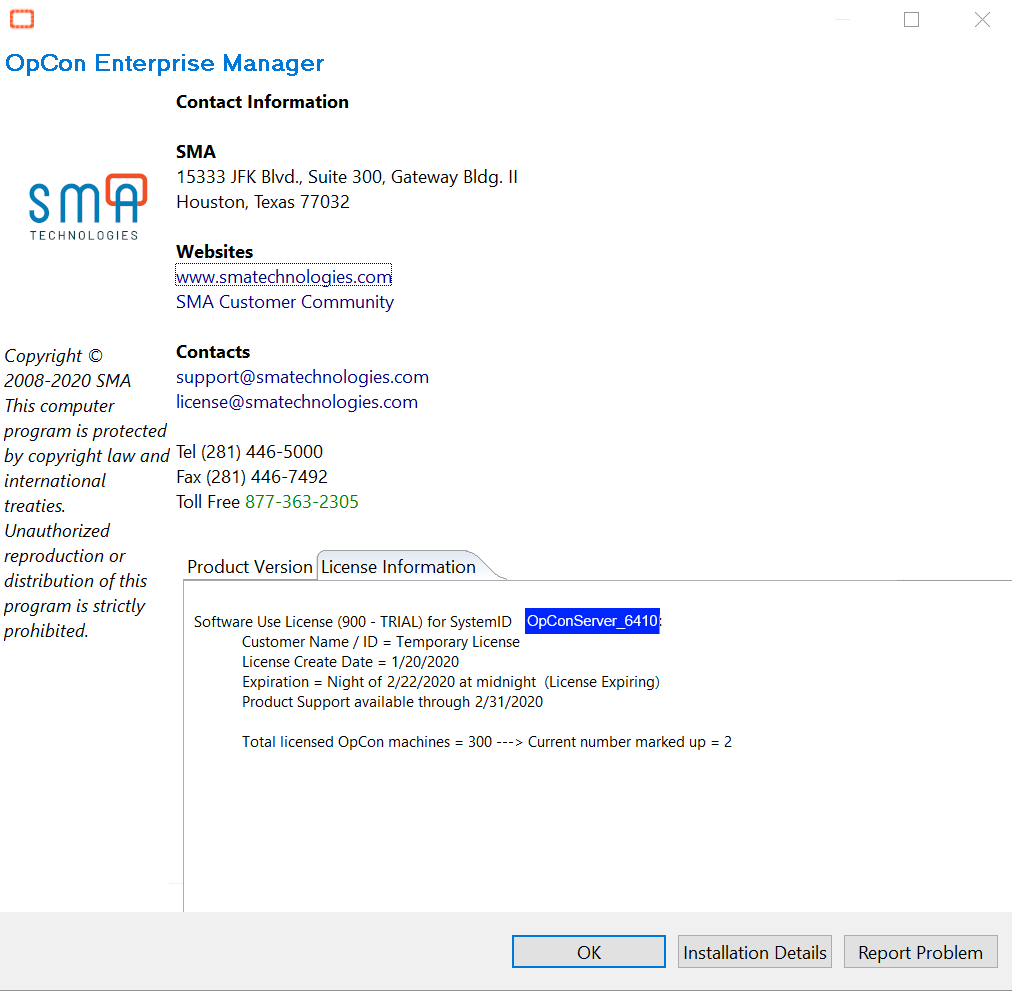 OpCon Enterprise Manager
Contact Information
SMA
15333 JFK Blvd., Suite 300, Gateway Bldg. II
Houston, Texas 77032
SMA
TECHNOLOGIES
Websites
www.smatechnologies.com
SMA Customer Community
Contacts
support@smatechnologies.com
license@smatechnologies.com
Tel (281) 446-5000
Fax (281) 446-7492
Toll Free 877-363-2305
Copyright ©
2008-2020 SMA
This computer
program is protected
by copyright law and
international
treaties.
Unauthorized
reproduction or
distribution of this
program is strictly
prohibited.
Product Version License Information
Software Use License (900 - TRIAL) for SystemID OpConServer_6410:
Customer Name / ID = Temporary License
License Create Date = 1/20/2020
Expiration = Night of 2/22/2020 at midnight (License Expiring)
Product Support available through 2/31/2020
Total licensed OpCon machines = 300 ---> Current number marked up = 2
OK Installation Details Report Problem